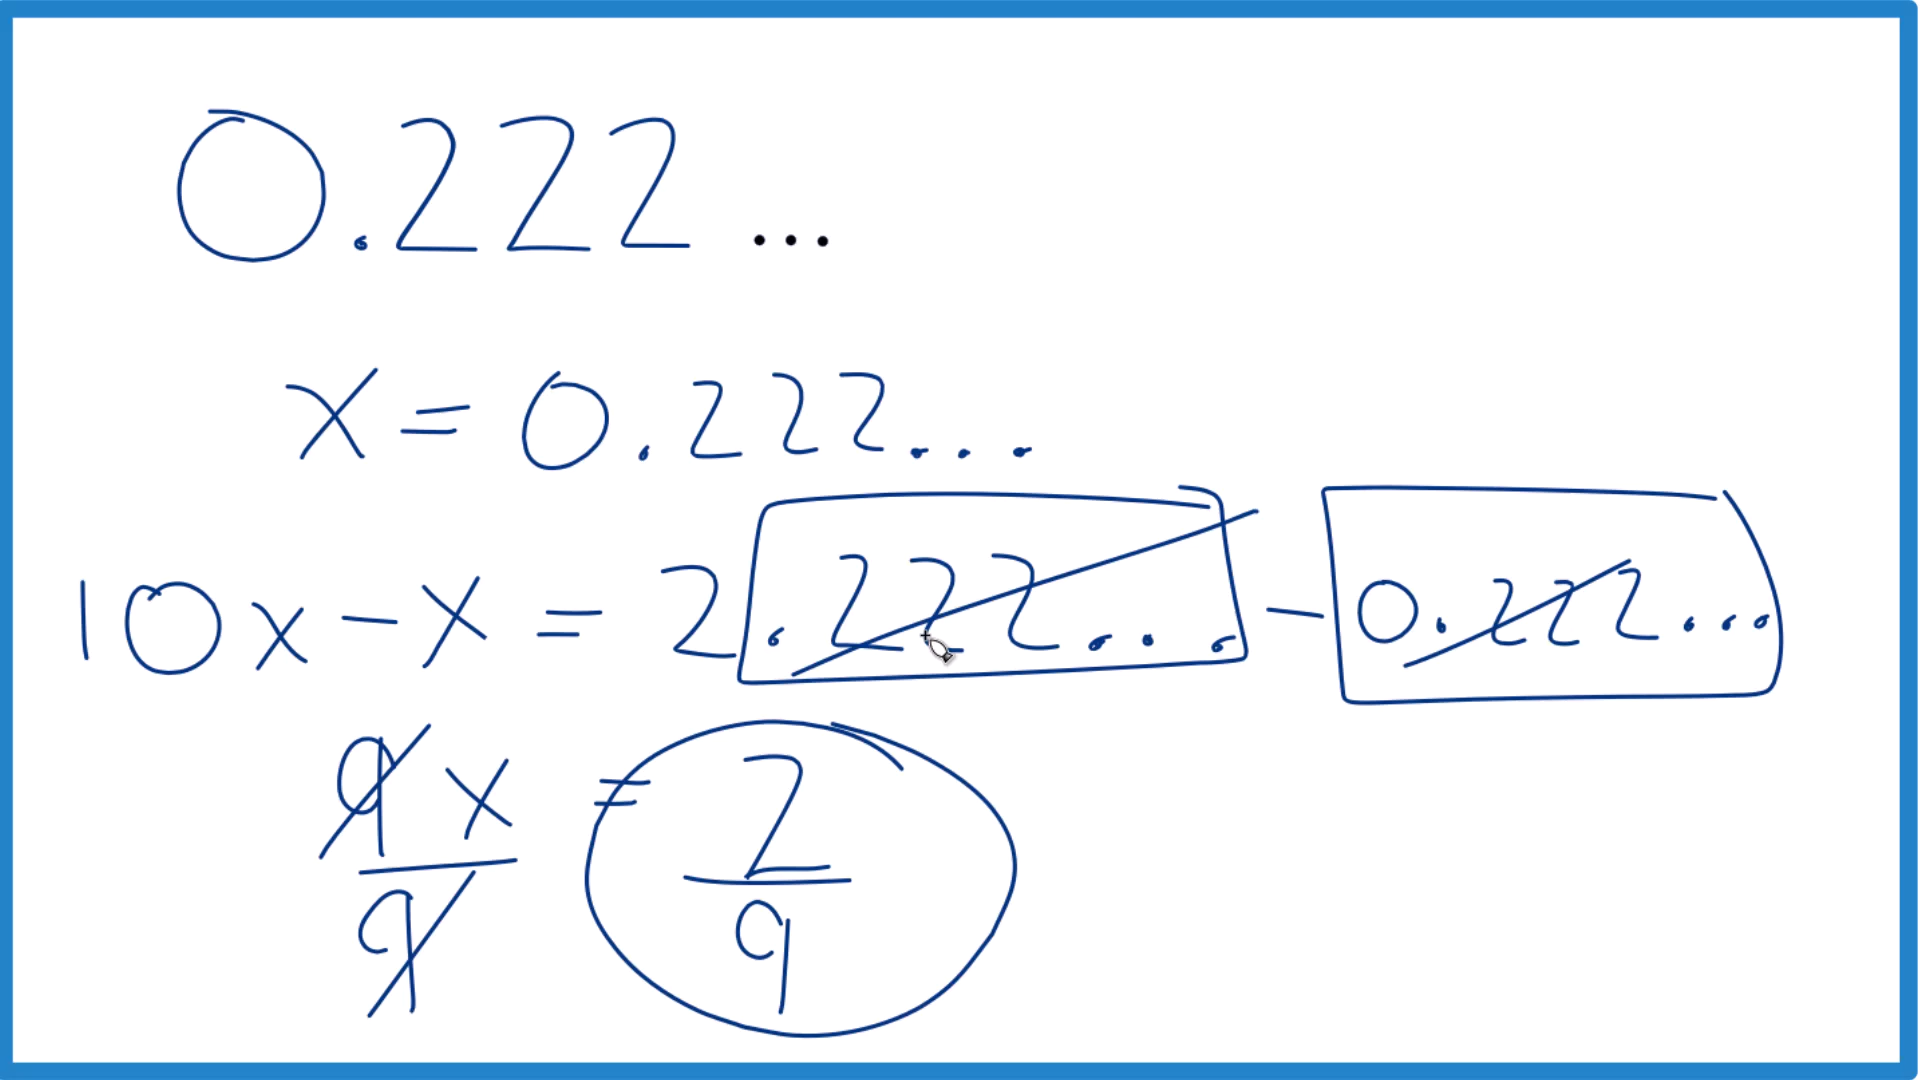 0.222...
x = 0.222...
10x - x = 2.222... - 0.222...
9x/9 = 2/9